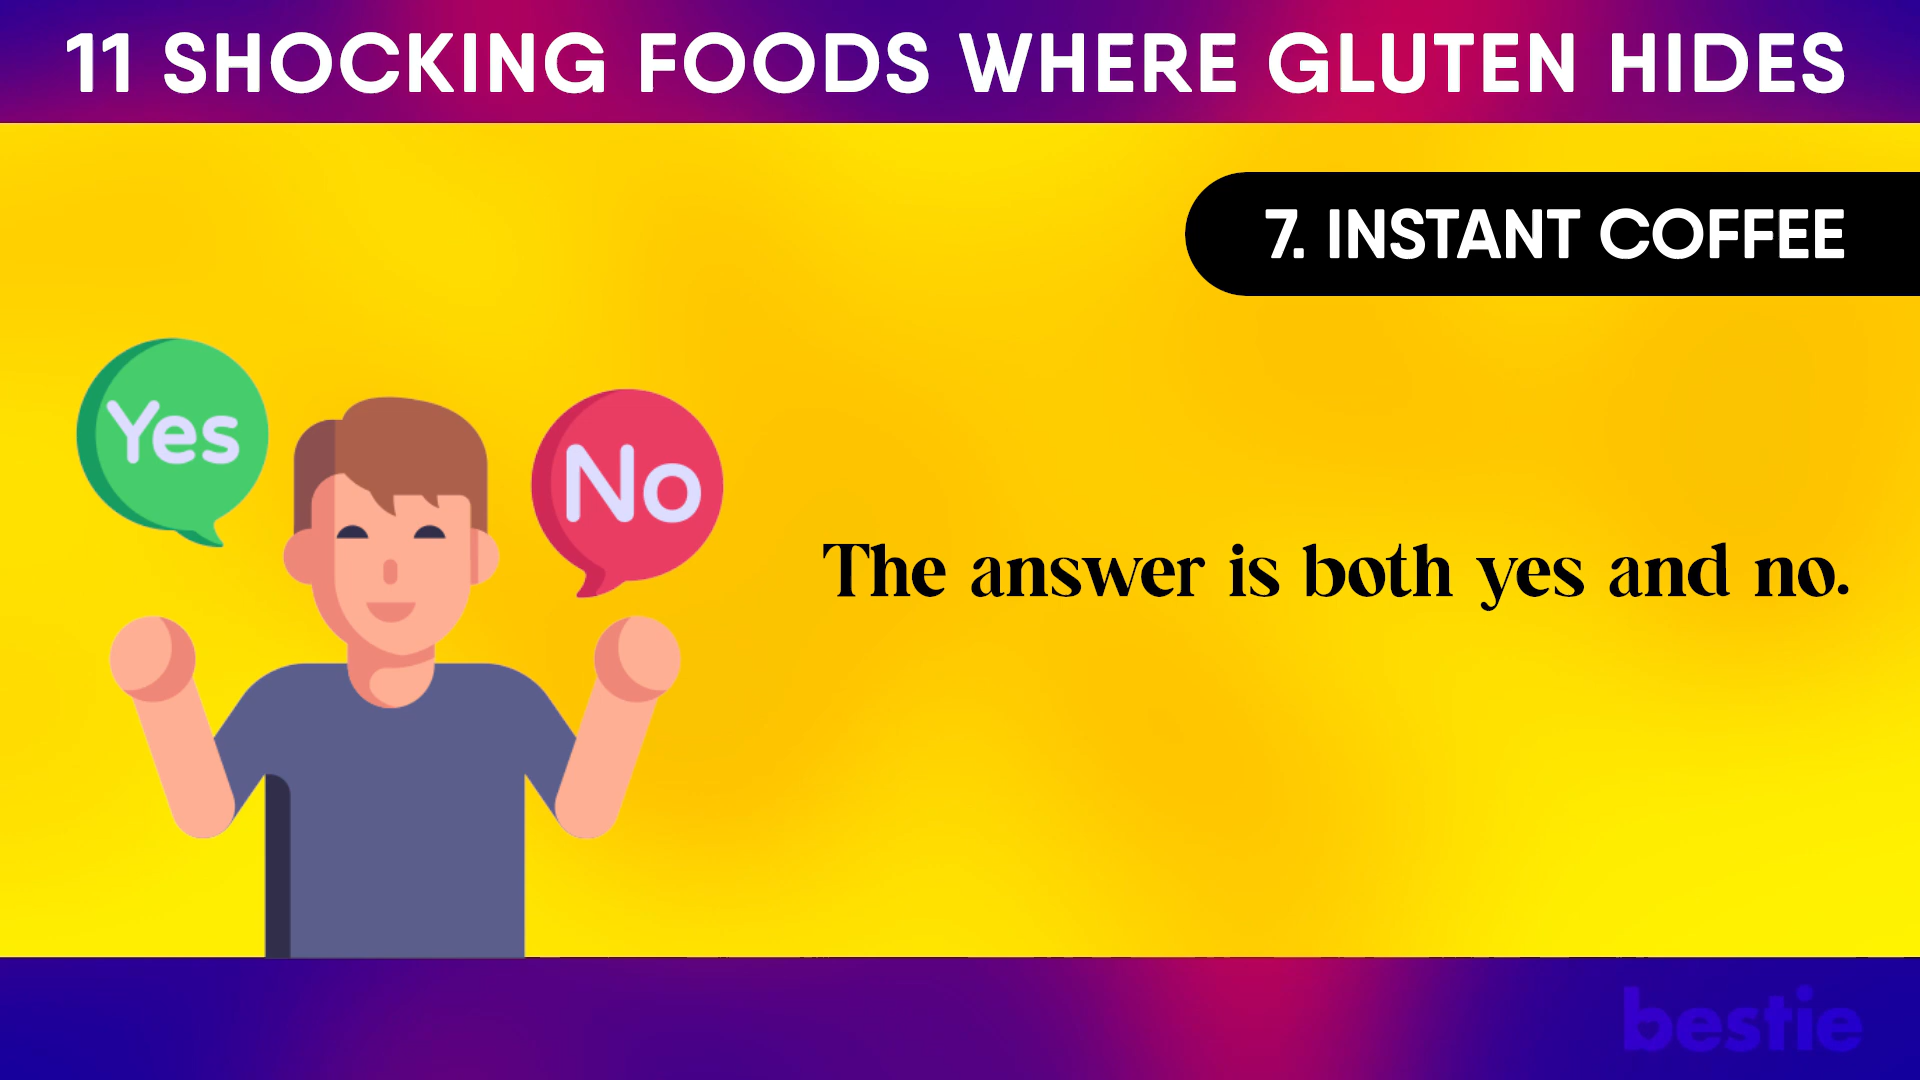 11 SHOCKING FOODS WHERE GLUTEN HIDES
7. INSTANT COFFEE
Yes
No
The answer is both yes and no.
bestie